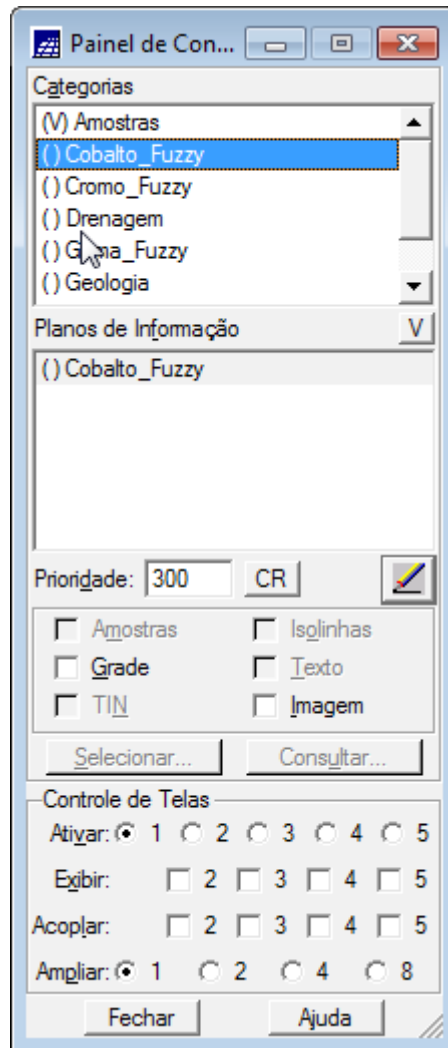 Painel de Con...
Categorias
(V) Amostras
( ) Cobalto_Fuzzy
( ) Cromo_Fuzzy
( ) Drenagem
( ) G ma_Fuzzy
( ) Geologia
Planos de Informação V
( ) Cobalto_Fuzzy
Prioridade: 300 CR
Amostras Isolinhas
Grade Texto
TIN Imagem
Selecionar... Consultar...
Controle de Telas
Ativar: 1 2 3 4 5
Exibir: 2 3 4 5
Acoplar: 2 3 4 5
Ampliar: 1 2 4 8
Fechar Ajuda